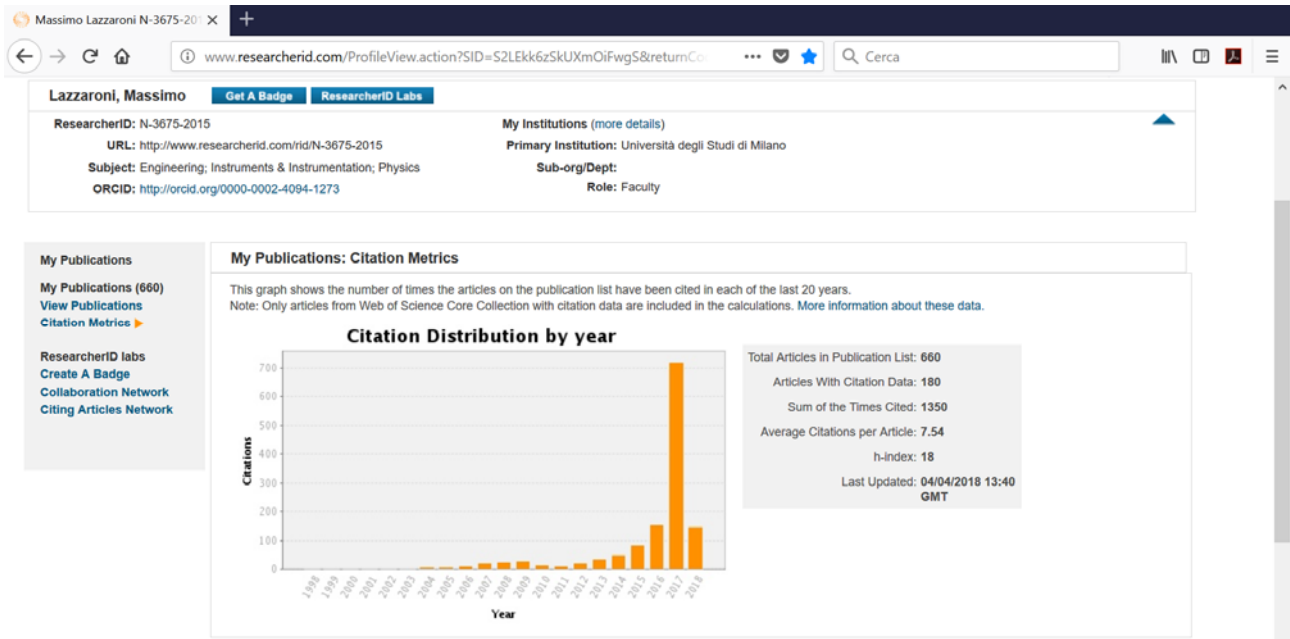 Massimo Lazzaroni N-3675-201
www.researcherid.com/ProfileView.action?SID=S2LEkk6zSkUXmOiFwgS&returnCo
Cerca
Lazzaroni, Massimo Get A Badge ResearcherID Labs
ResearcherID: N-3675-2015
URL: http://www.researcherid.com/rid/N-3675-2015
Subject: Engineering; Instruments & Instrumentation; Physics
ORCID: http://orcid.org/0000-0002-4094-1273
My Institutions (more details)
Primary Institution: Università degli Studi di Milano
Sub-org/Dept:
Role: Faculty
My Publications
My Publications (660)
View Publications
Citation Metrics
ResearcherID labs
Create A Badge
Collaboration Network
Citing Articles Network
My Publications: Citation Metrics
This graph shows the number of times the articles on the publication list have been cited in each of the last 20 years.
Note: Only articles from Web of Science Core Collection with citation data are included in the calculations. More information about these data.
Citation Distribution by year
Citations
700
600
500
400
300
200
100
0
1998 1999 2000 2001 2002 2003 2004 2005 2006 2007 2008 2009 2010 2011 2012 2013 2014 2015 2016 2017 2018
Year
Total Articles in Publication List: 660
Articles With Citation Data: 180
Sum of the Times Cited: 1350
Average Citations per Article: 7.54
h-index: 18
Last Updated: 04/04/2018 13:40
GMT